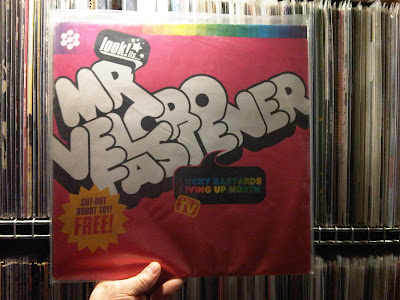 look!
MR
VELCRO
FASTENER
LUCKY BASTARDS
LIVING UP NORTH
TV
CUT-OUT
ROBOT TOY!
FREE!